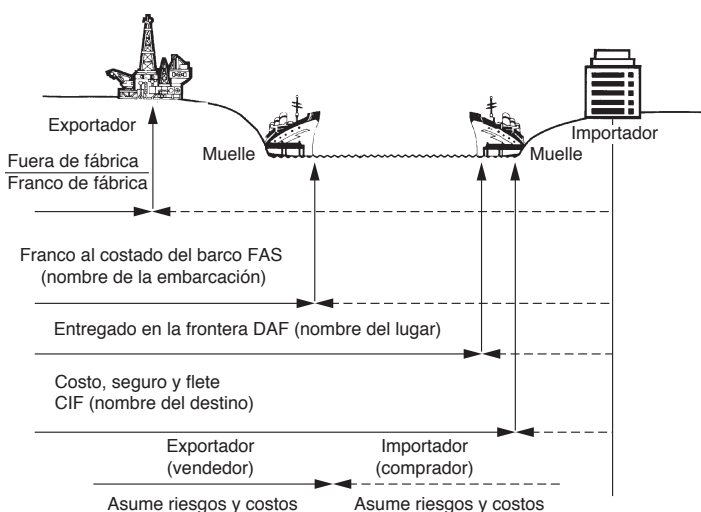 Exportador
Importador
Muelle
Muelle
Fuera de fábrica
Franco de fábrica
Franco al costado del barco FAS
(nombre de la embarcación)
Entregado en la frontera DAF (nombre del lugar)
Costo, seguro y flete
CIF (nombre del destino)
Exportador
(vendedor)
Importador
(comprador)
Asume riesgos y costos
Asume riesgos y costos